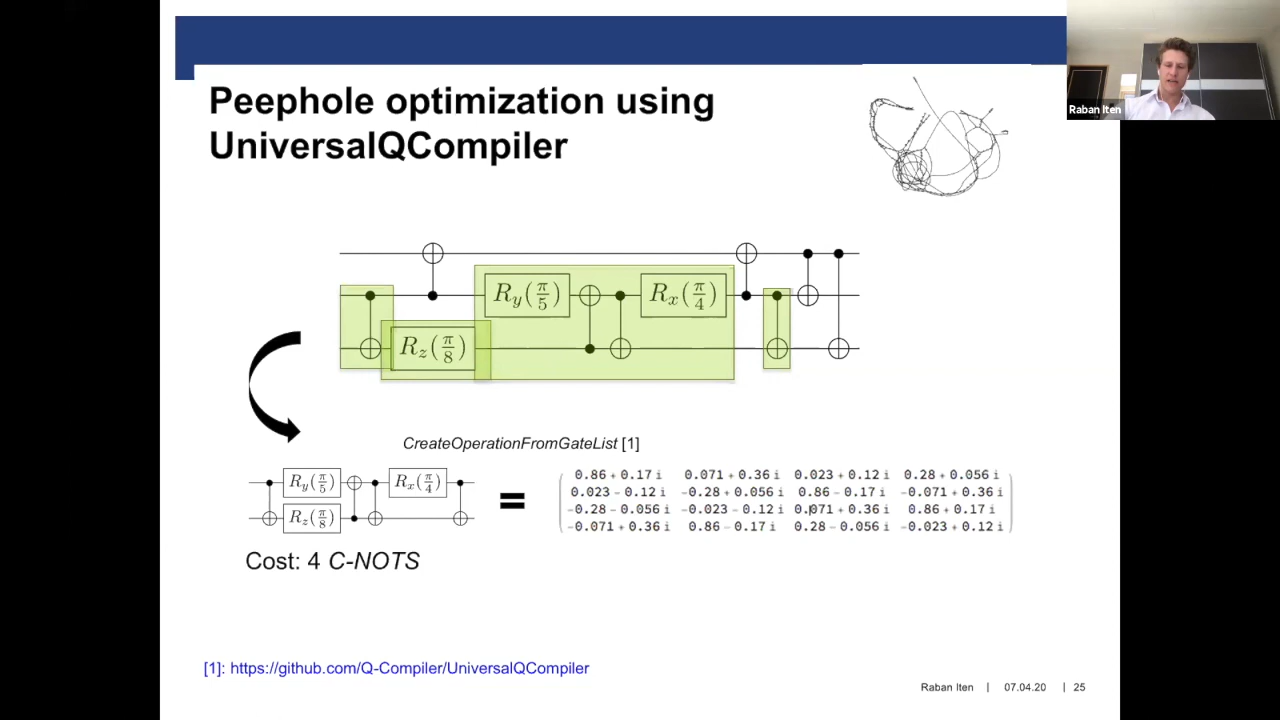 Peephole optimization using
UniversalQCompiler
Raban Iten
R_y(π/5)
R_x(π/4)
R_z(π/8)
CreateOperationFromGateList [1]
R_y(π/5) R_x(π/4)
R_z(π/8)
=
0.86 + 0.17 i 0.071 + 0.36 i 0.023 + 0.12 i 0.28 + 0.056 i
0.023 - 0.12 i -0.28 + 0.056 i 0.86 - 0.17 i -0.071 + 0.36 i
-0.28 - 0.056 i -0.023 - 0.12 i 0.071 + 0.36 i 0.86 + 0.17 i
-0.071 + 0.36 i 0.86 - 0.17 i 0.28 - 0.056 i -0.023 + 0.12 i
Cost: 4 C-NOTS
[1]: https://github.com/Q-Compiler/UniversalQCompiler
Raban Iten | 07.04.20 | 25